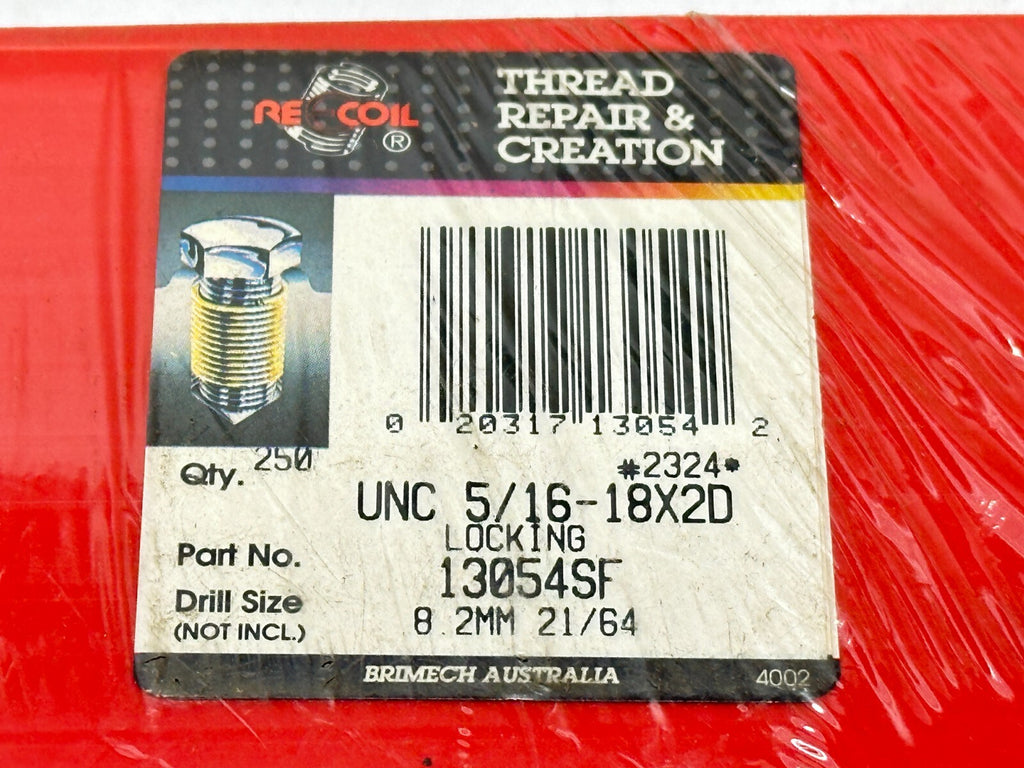 RECOIL®
THREAD
REPAIR &
CREATION
0 20317 13054 2
Qty. 250
#2324*
UNC 5/16-18X2D
LOCKING
Part No. 13054SF
Drill Size 8.2MM 21/64
(NOT INCL.)
BRIMECH AUSTRALIA
4002